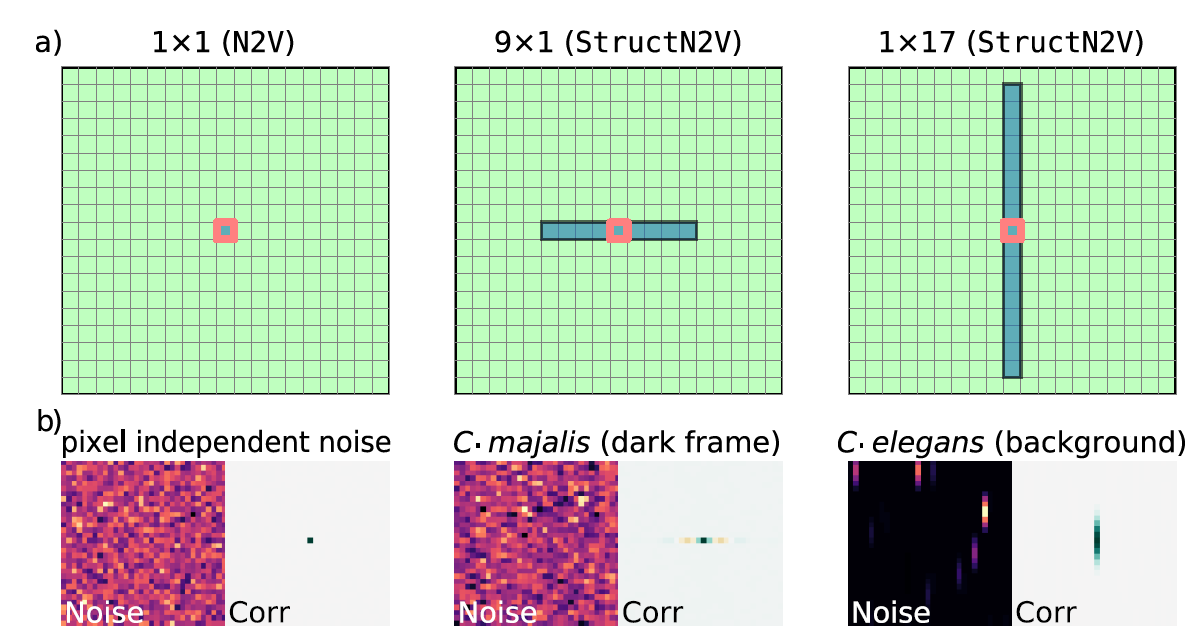 a) 1×1 (N2V) 9×1 (StructN2V) 1×17 (StructN2V)
b)
pixel independent noise C. majalis (dark frame) C. elegans (background)
Noise Corr Noise Corr Noise Corr